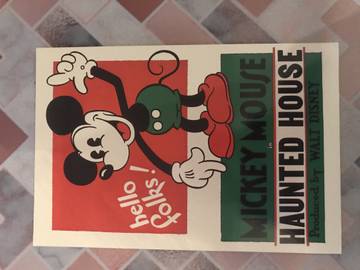 hello
folks!
MICKEY MOUSE
in
HAUNTED HOUSE
Produced by WALT DISNEY